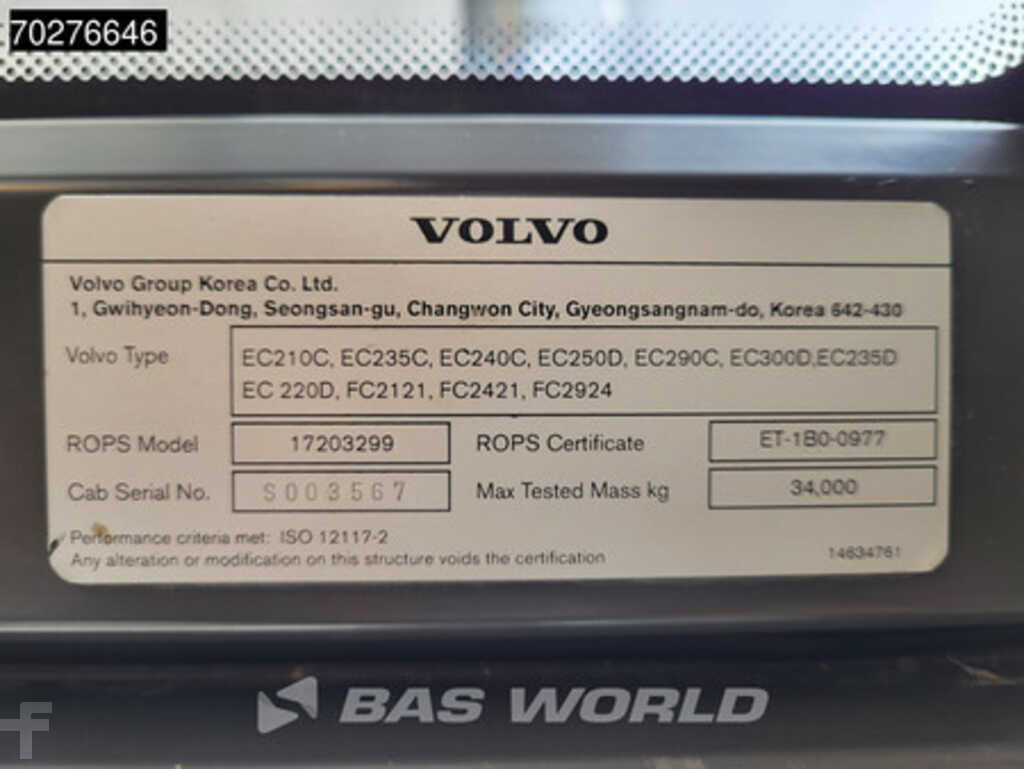 70276646
VOLVO
Volvo Group Korea Co. Ltd.
1, Gwihyeon-Dong, Seongsan-gu, Changwon City, Gyeongsangnam-do, Korea 642-430
Volvo Type EC210C, EC235C, EC240C, EC250D, EC290C, EC300D,EC235D
EC 220D, FC2121, FC2421, FC2924
ROPS Model 17203299 ROPS Certificate ET-1B0-0977
Cab Serial No. S003567 Max Tested Mass kg 34,000
Performance criteria met: ISO 12117-2
Any alteration or modification on this structure voids the certification 14634761
BAS WORLD
f